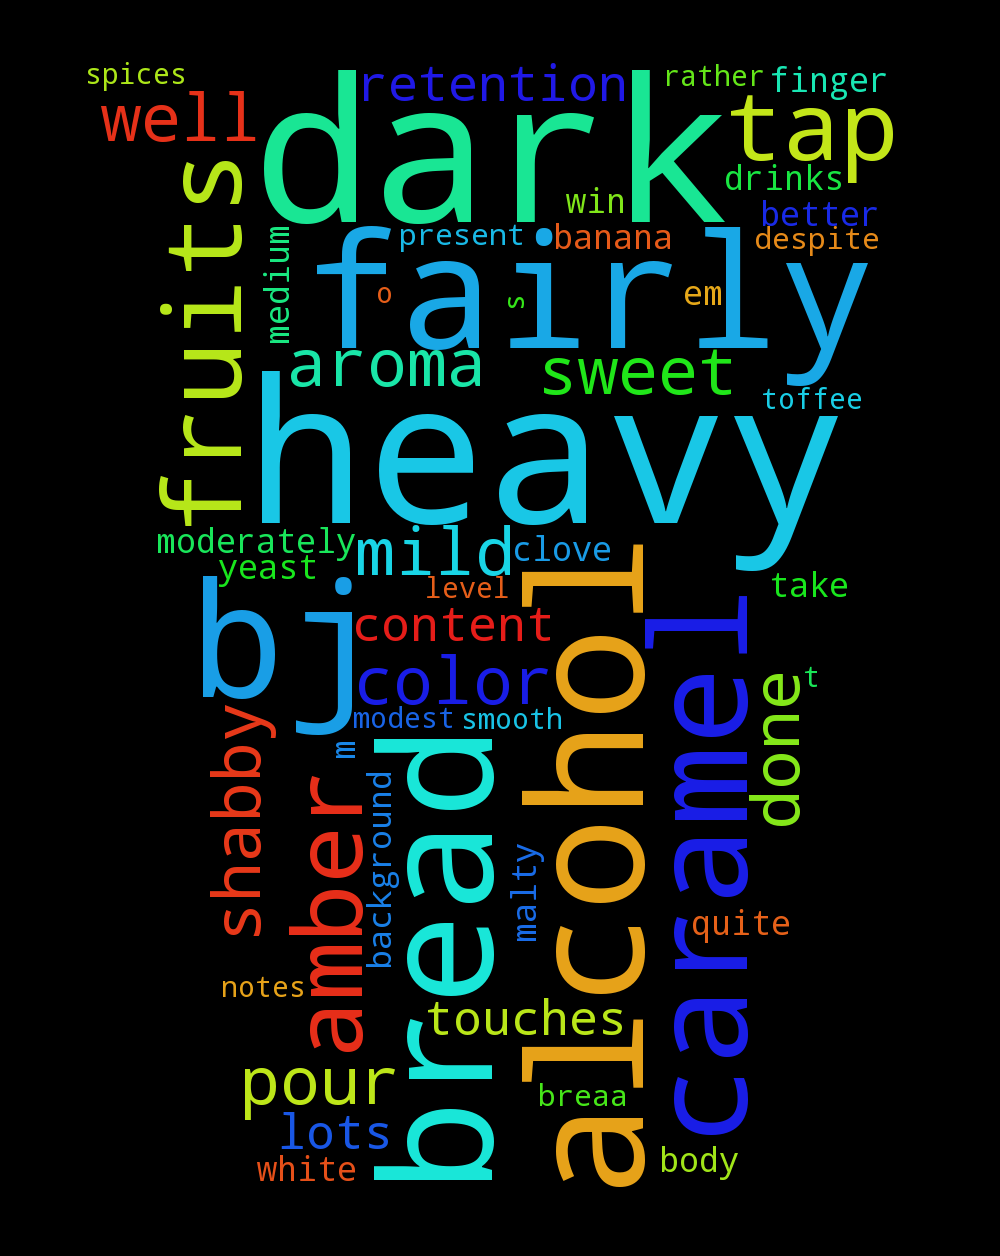 spices
rather
finger
retention
well
dark
tap
drinks
win
better
fruits
present
banana
despite
medium
fairly
o
s
em
aroma
sweet
toffee
heavy
moderately
mild
clove
yeast
level
take
bj
content
alcohol
caramel
color
done
t
modest
smooth
shabby
m
bread
amber
background
malty
quite
notes
touches
pour
breaa
lots
white
body